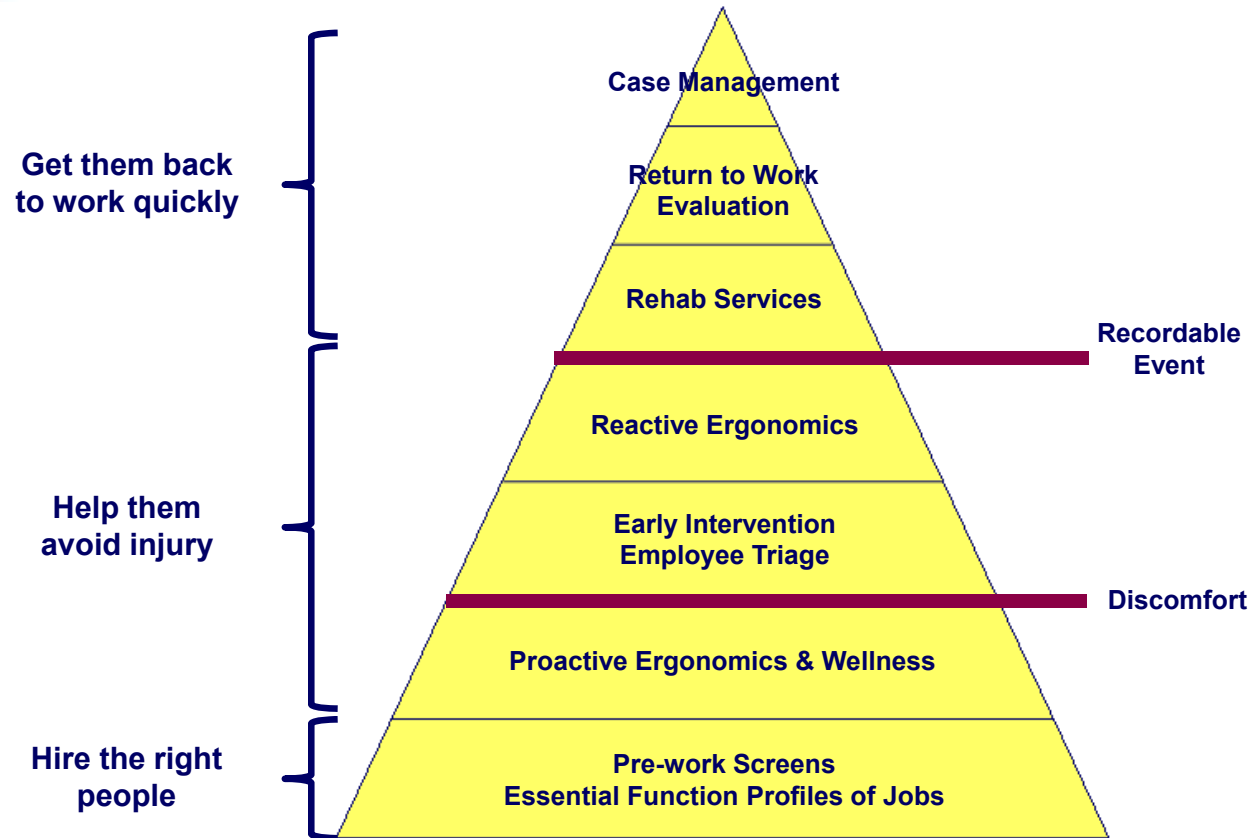 Case Management
Get them back
to work quickly
Return to Work
Evaluation
Rehab Services
Recordable
Event
Reactive Ergonomics
Help them
avoid injury
Early Intervention
Employee Triage
Discomfort
Proactive Ergonomics & Wellness
Hire the right
people
Pre-work Screens
Essential Function Profiles of Jobs